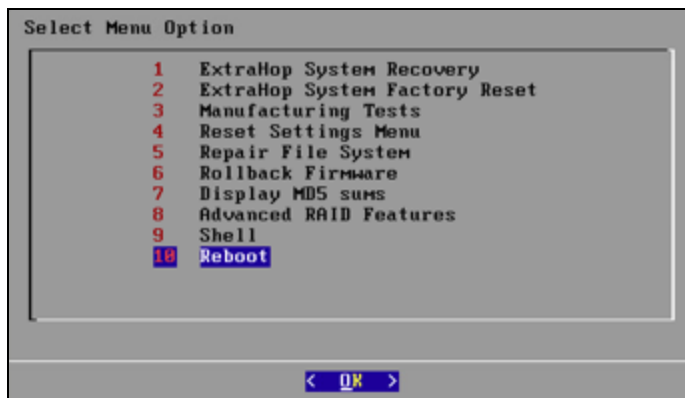 Select Menu Option
1 ExtraHop System Recovery
2 ExtraHop System Factory Reset
3 Manufacturing Tests
4 Reset Settings Menu
5 Repair File System
6 Rollback Firmware
7 Display MD5 sums
8 Advanced RAID Features
9 Shell
10 Reboot
< OK >